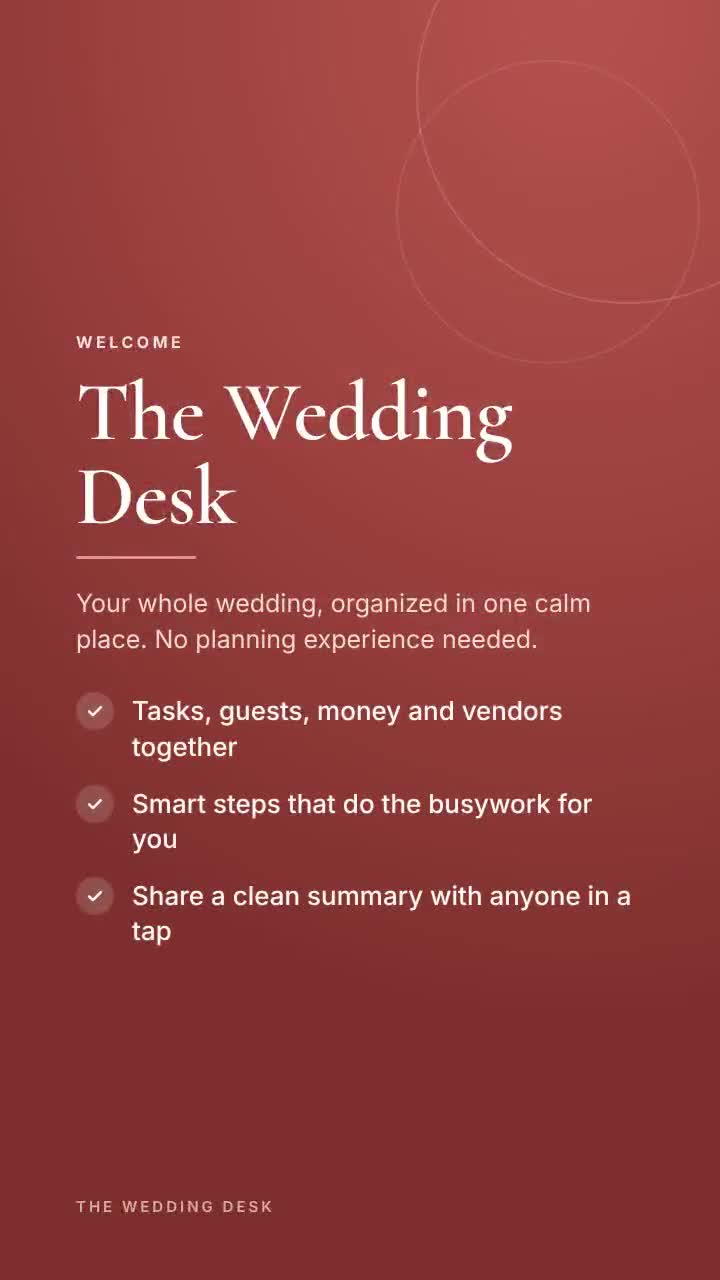 WELCOME
The Wedding
Desk
Your whole wedding, organized in one calm
place. No planning experience needed.
Tasks, guests, money and vendors
together
Smart steps that do the busywork for
you
Share a clean summary with anyone in a
tap
THE WEDDING DESK